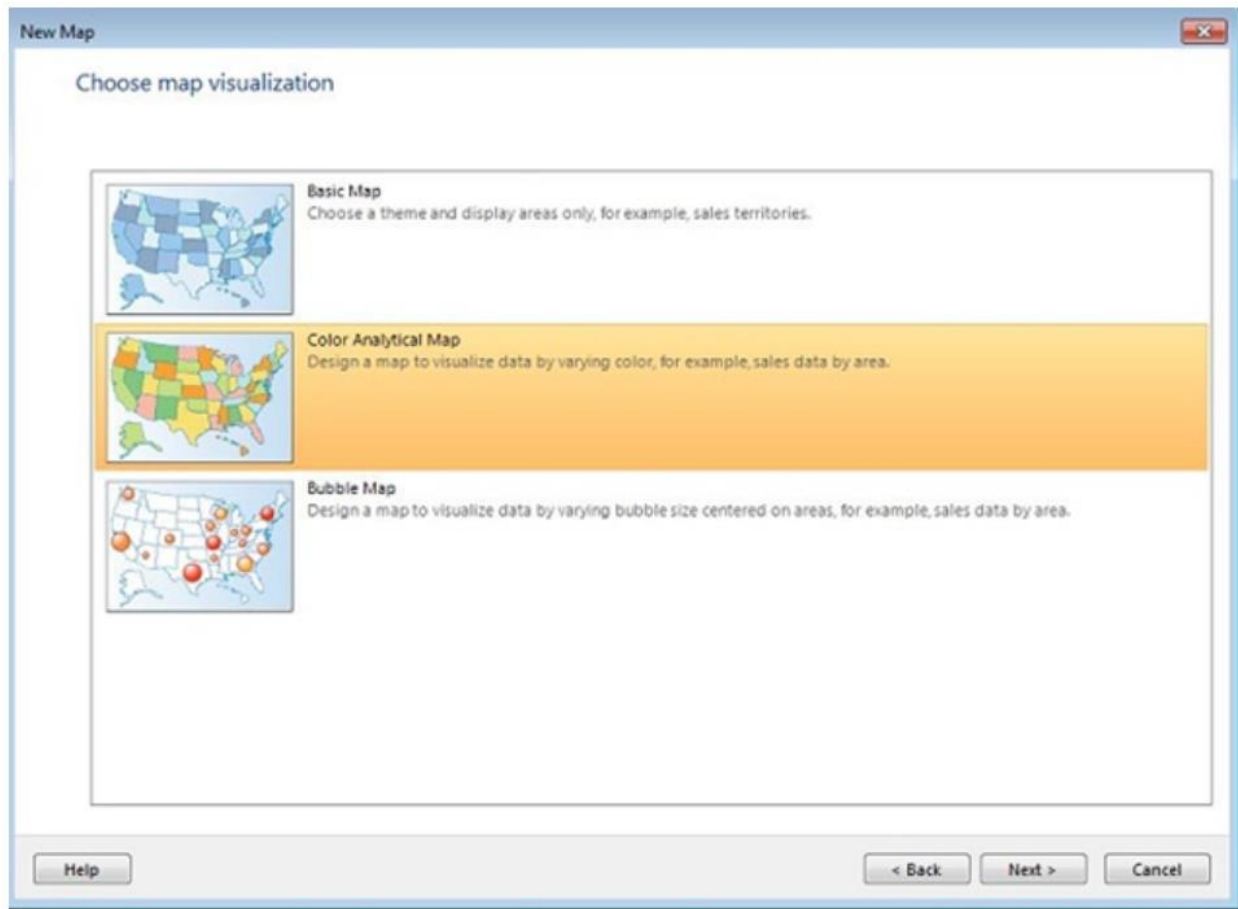 New Map
Choose map visualization
Basic Map
Choose a theme and display areas only, for example, sales territories.
Color Analytical Map
Design a map to visualize data by varying color, for example, sales data by area.
Bubble Map
Design a map to visualize data by varying bubble size centered on areas, for example, sales data by area.
Help
< Back
Next >
Cancel